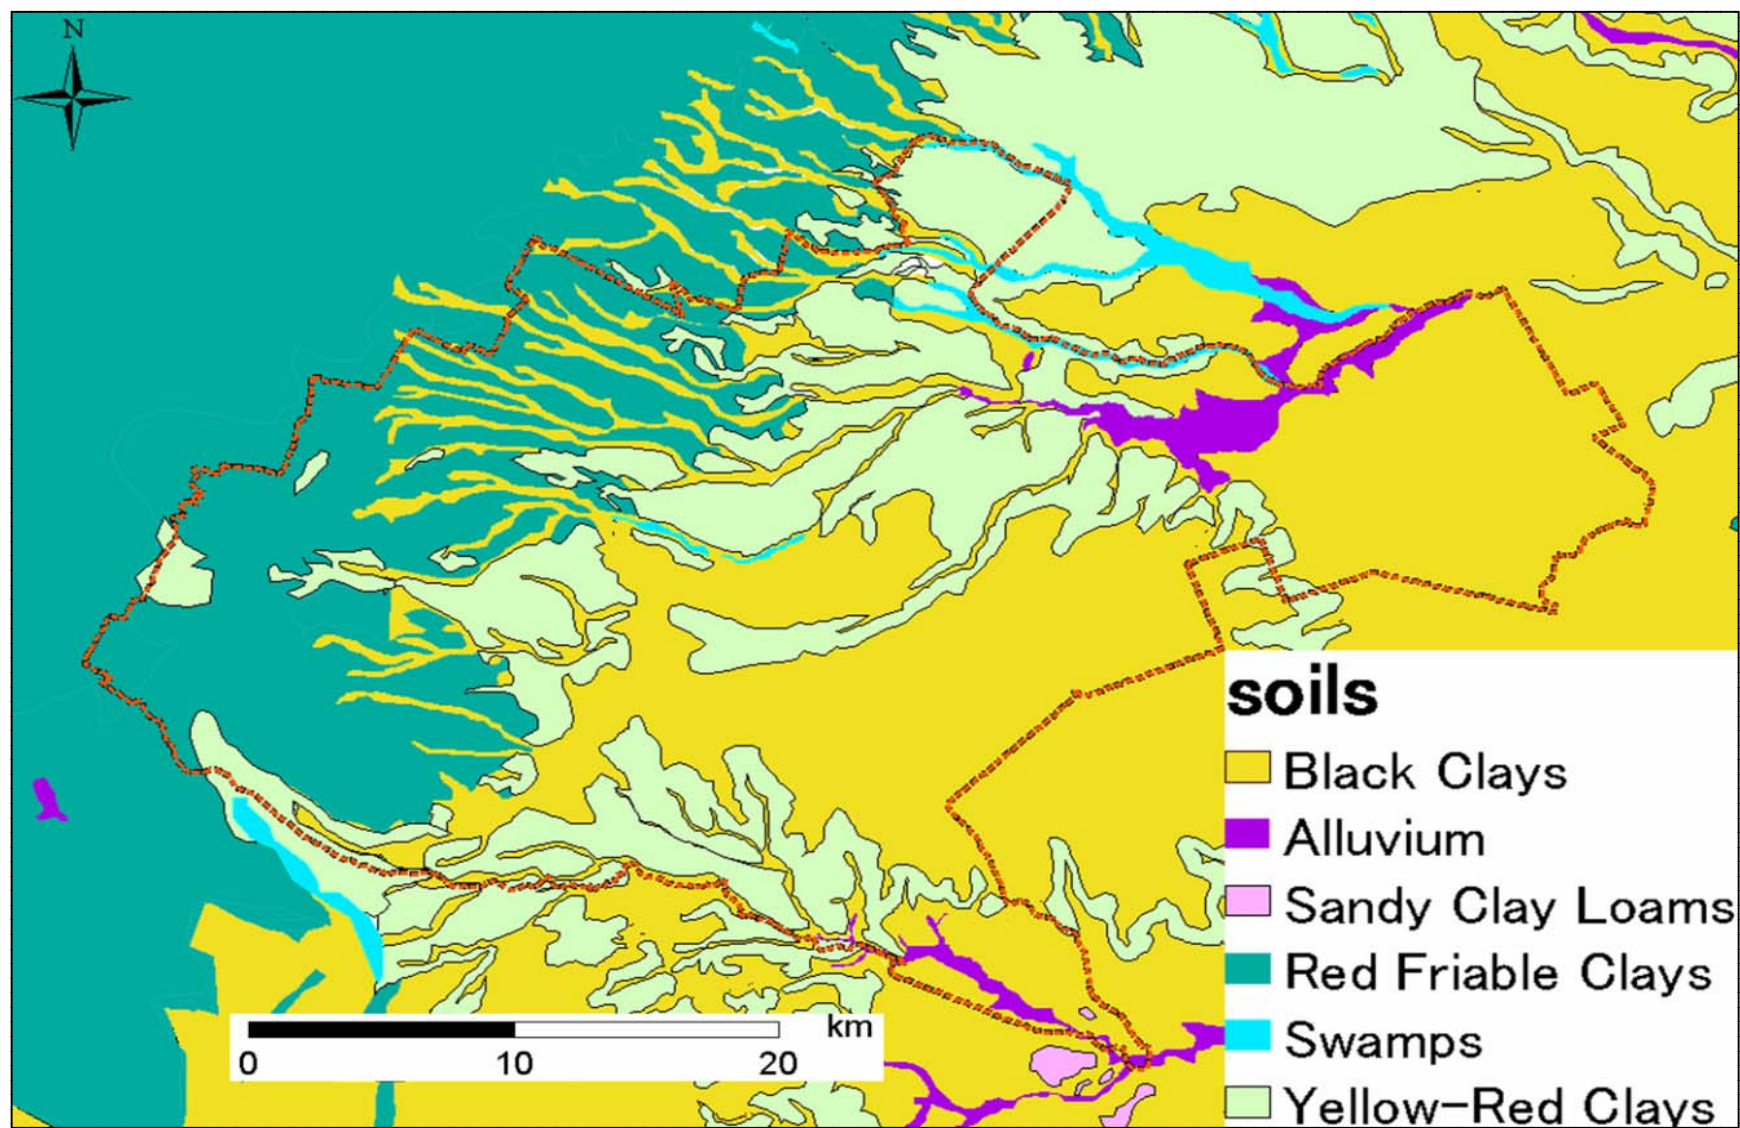 N
soils
Black Clays
Alluvium
Sandy Clay Loams
Red Friable Clays
Swamps
Yellow-Red Clays
km
0 10 20